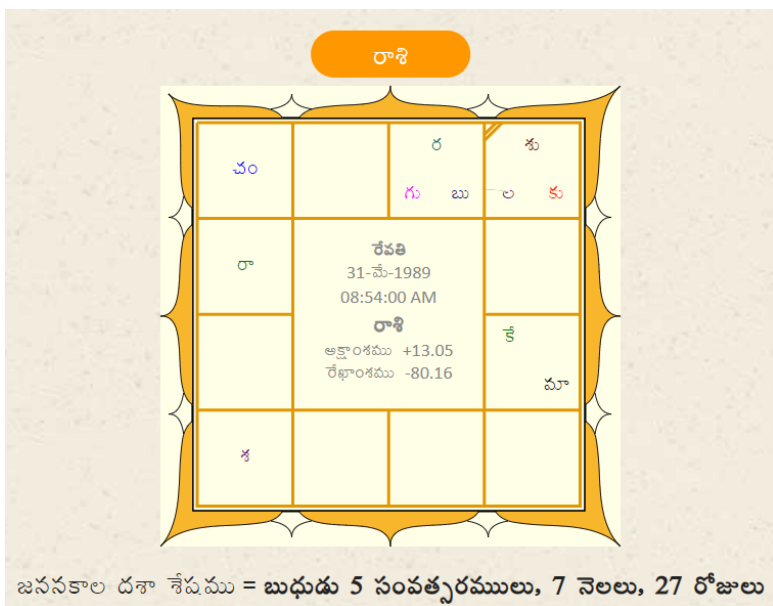 రాశి
చం
ర
శు
గు బు
ల కు
రా
రేవతి
31-మే-1989
08:54:00 AM
రాశి
అక్షాంశము +13.05
రేఖాంశము -80.16
కే
మా
శ
జననకాల దశా శేషము = బుధుడు 5 సంవత్సరములు, 7 నెలలు, 27 రోజులు